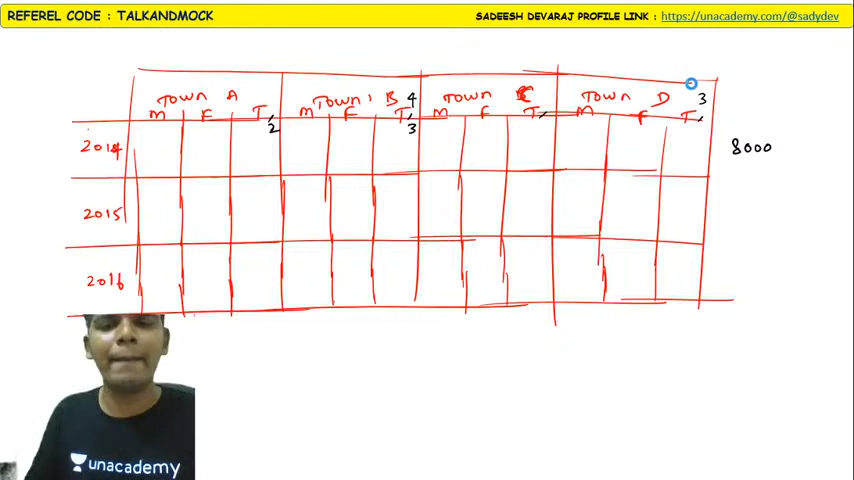 REFEREL CODE : TALKANDMOCK
SADEESH DEVARAJ PROFILE LINK : https://unacademy.com/@sadydev
TOWN A TOWN B 4 TOWN C TOWN D 3
M F T M F T M F T M F T
2 3
2014 8000
2015
2016
unacademy